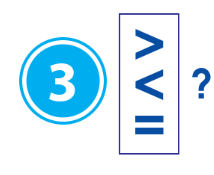 3 > < = ?